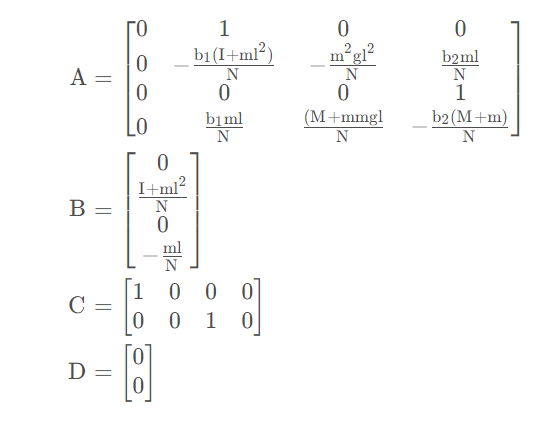 A = [0 1 0 0
0 −b₁(I+ml²)/N −m²gl²/N b₂ml/N
0 0 0 1
0 b₁ml/N (M+mmgl/N −b₂(M+m)/N]
B = [0
I+ml²/N
0
−ml/N]
C = [1 0 0 0
0 0 1 0]
D = [0
0]